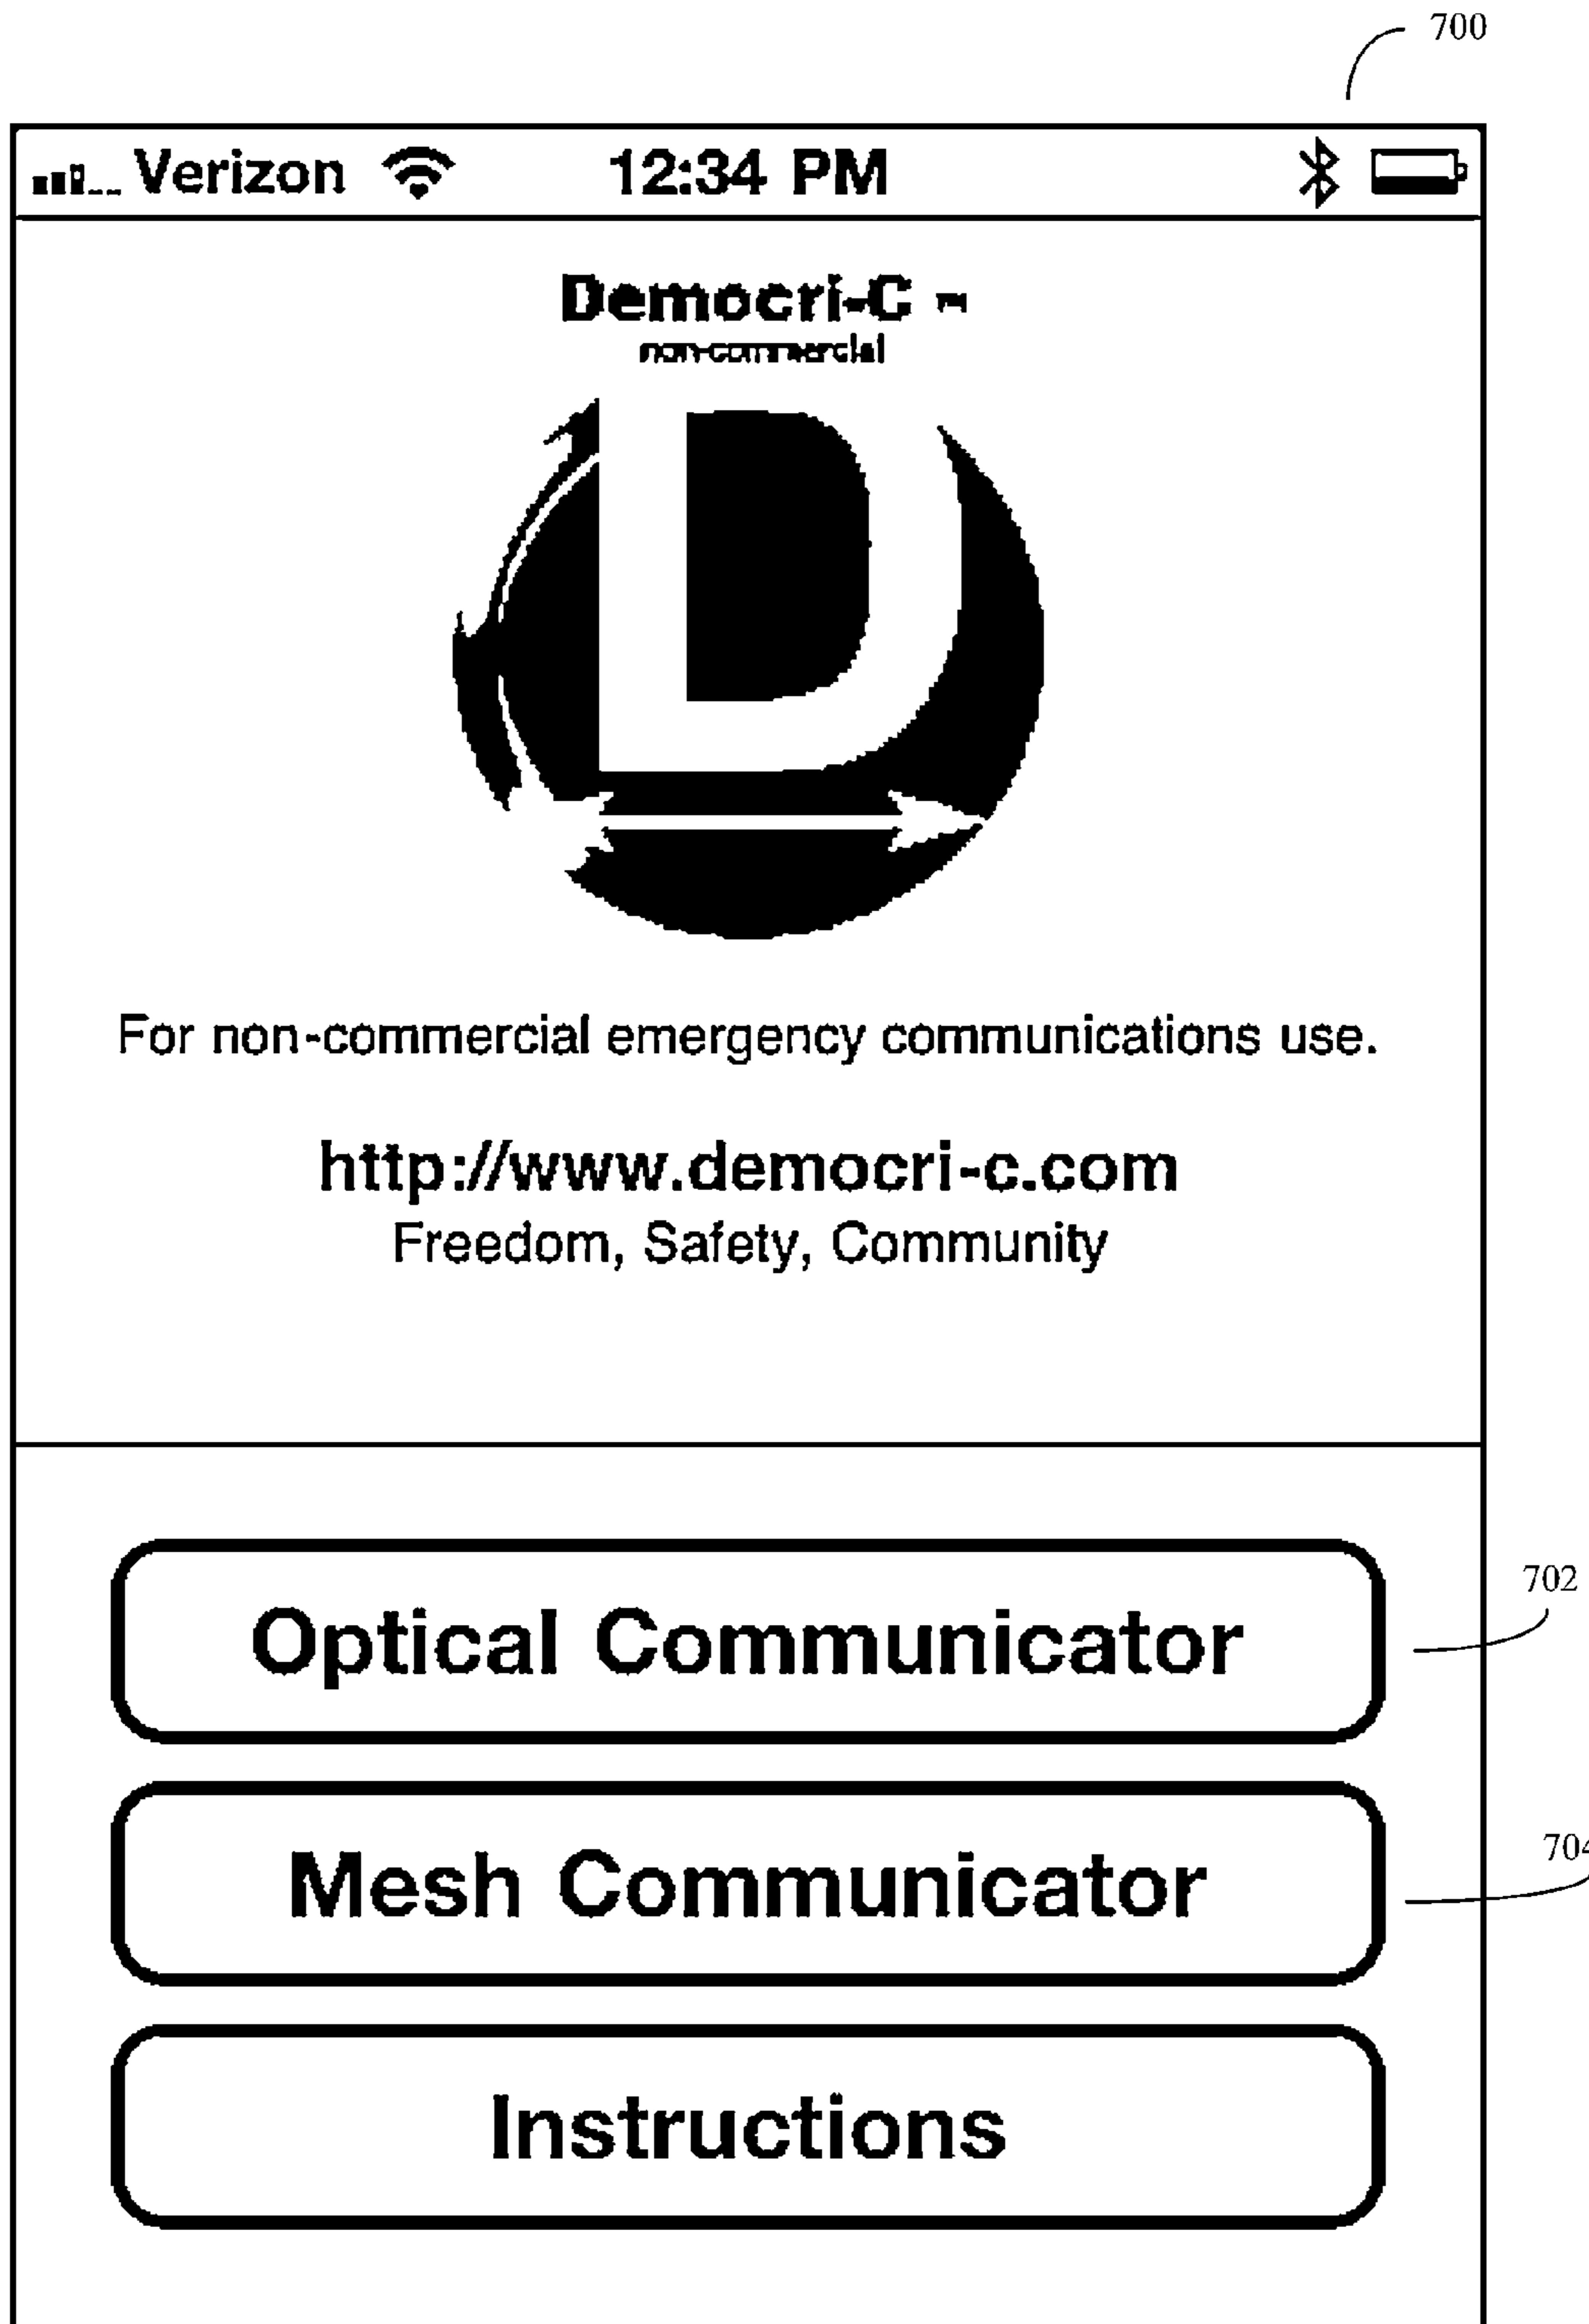 700
Verizon 12:34 PM
Democri-C ™
non-commercial
D
For non-commercial emergency communications use.
http://www.democri-c.com
Freedom, Safety, Community
Optical Communicator
702
Mesh Communicator
704
Instructions